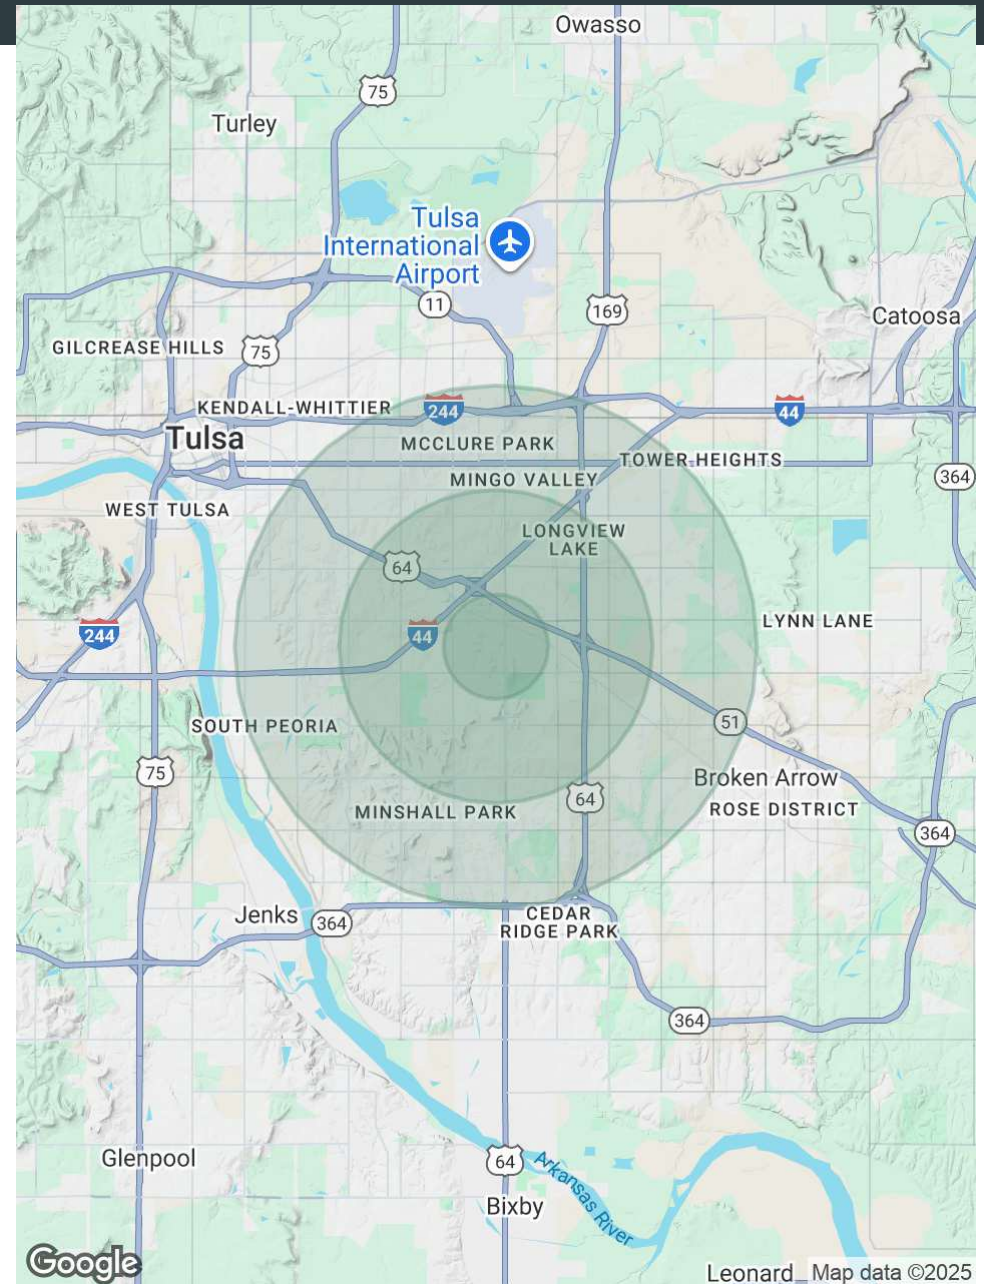 Owasso
75
Turley
Tulsa
International
Airport
11
169
Catoosa
GILCREASE HILLS
75
KENDALL-WHITTIER
244
44
Tulsa
MCCLURE PARK
TOWER HEIGHTS
MINGO VALLEY
364
WEST TULSA
LONGVIEW
LAKE
64
LYNN LANE
244
44
SOUTH PEORIA
51
75
Broken Arrow
64
ROSE DISTRICT
MINSHALL PARK
364
Jenks
364
CEDAR
RIDGE PARK
364
Glenpool
64
Arkansas River
Bixby
Google
Leonard
Map data ©2025